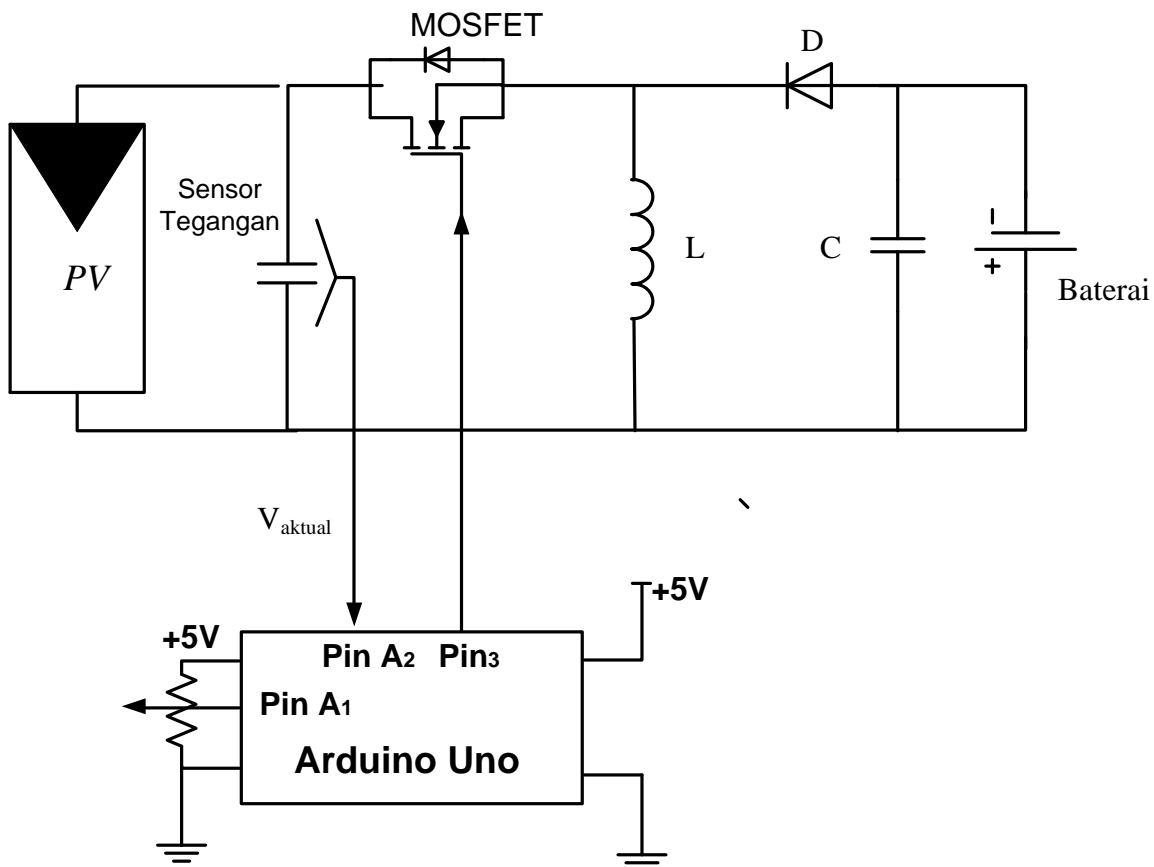 MOSFET
D
Sensor
Tegangan
PV
L
C
-
+
Baterai
Vaktual
+5V
+5V
Pin A2 Pin3
Pin A1
Arduino Uno